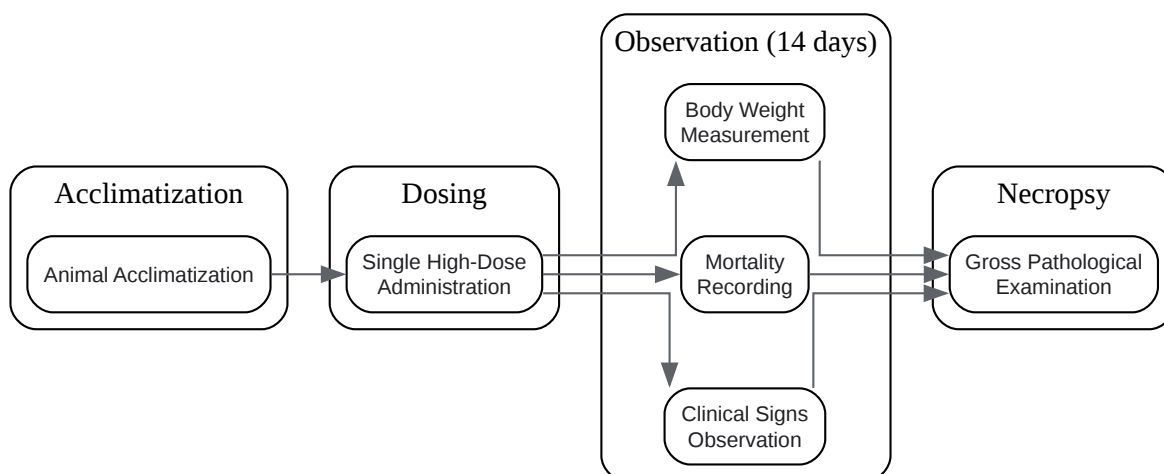 Acclimatization
Animal Acclimatization
Dosing
Single High-Dose
Administration
Observation (14 days)
Body Weight
Measurement
Mortality
Recording
Clinical Signs
Observation
Necropsy
Gross Pathological
Examination